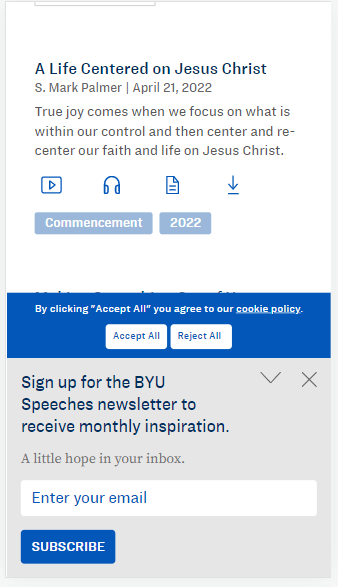 A Life Centered on Jesus Christ
S. Mark Palmer | April 21, 2022
True joy comes when we focus on what is
within our control and then center and re-
center our faith and life on Jesus Christ.
Commencement 2022
By clicking "Accept All" you agree to our cookie policy.
Accept All Reject All
Sign up for the BYU
Speeches newsletter to
receive monthly inspiration.
A little hope in your inbox.
Enter your email
SUBSCRIBE